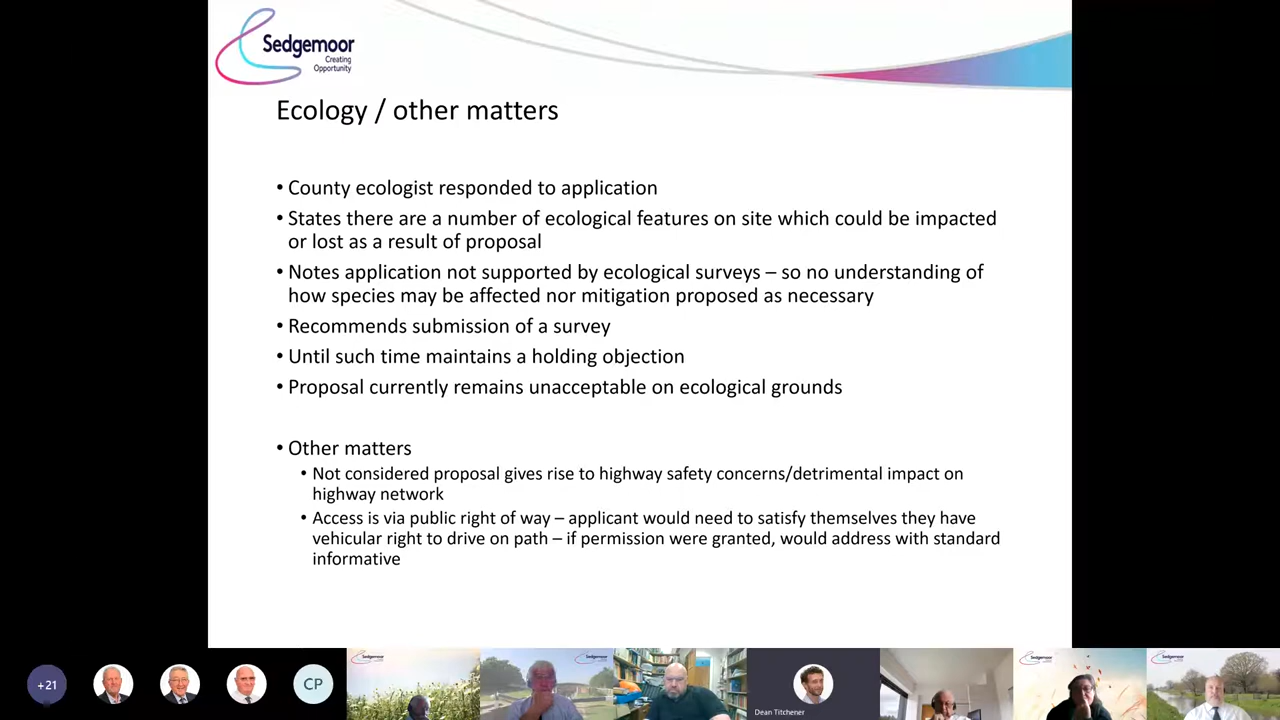 Sedgemoor
Creating
Opportunity
Ecology / other matters
• County ecologist responded to application
• States there are a number of ecological features on site which could be impacted
or lost as a result of proposal
• Notes application not supported by ecological surveys – so no understanding of
how species may be affected nor mitigation proposed as necessary
• Recommends submission of a survey
• Until such time maintains a holding objection
• Proposal currently remains unacceptable on ecological grounds
• Other matters
• Not considered proposal gives rise to highway safety concerns/detrimental impact on
highway network
• Access is via public right of way – applicant would need to satisfy themselves they have
vehicular right to drive on path – if permission were granted, would address with standard
informative
+21
CP
Sedgemoor
Sedgemoor
Dean Titchener
Sedgemoor
Sedgemoor